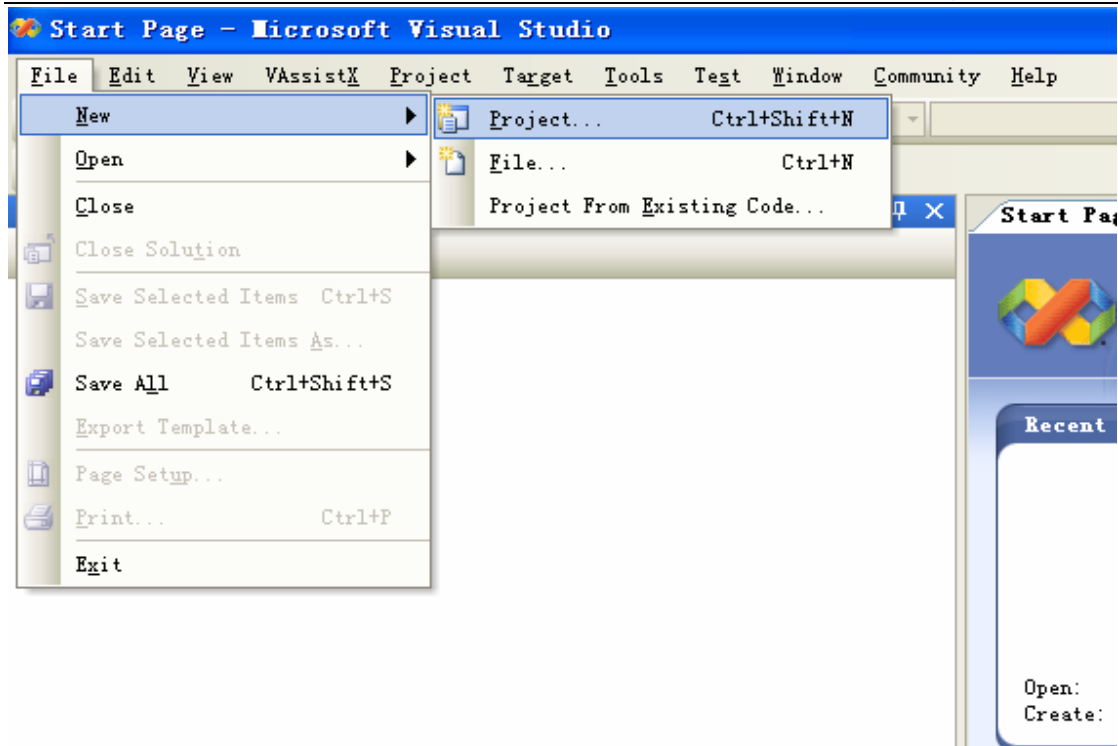 Start Page - Microsoft Visual Studio
File Edit View VAssistX Project Target Tools Test Window Community Help
New
Project... Ctrl+Shift+N
Open
File... Ctrl+N
Project From Existing Code...
Close
Close Solution
Save Selected Items Ctrl+S
Save Selected Items As...
Save All Ctrl+Shift+S
Export Template...
Page Setup...
Print... Ctrl+P
Exit
Start Pag
Recent
Open:
Create: